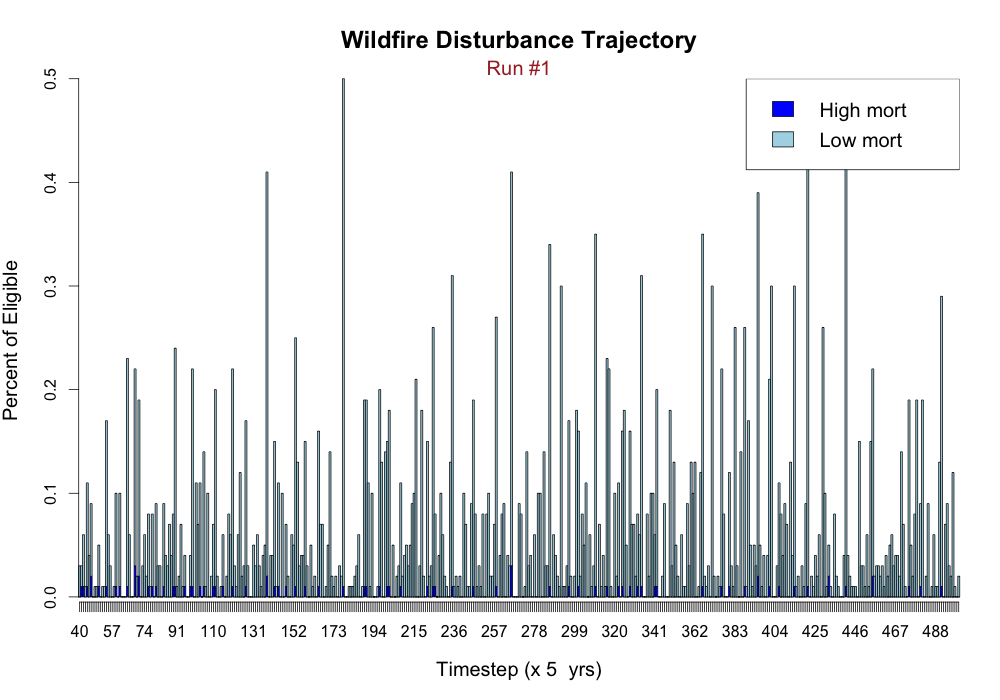 Wildfire Disturbance Trajectory
Run #1
High mort
Low mort
Percent of Eligible
0.5
0.4
0.3
0.2
0.1
0.0
40 57 74 91 110 131 152 173 194 215 236 257 278 299 320 341 362 383 404 425 446 467 488
Timestep (x 5  yrs)